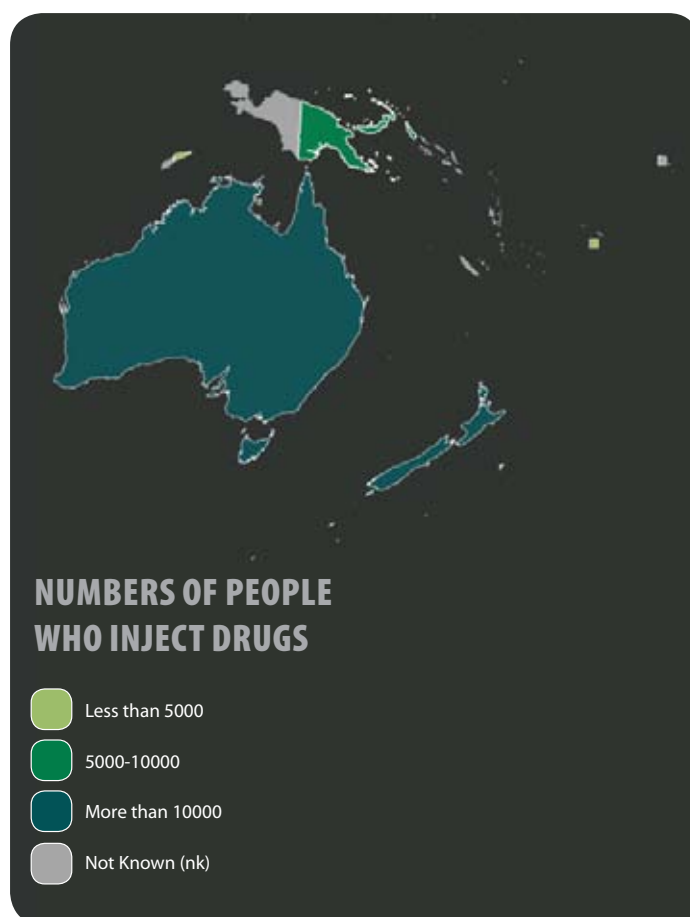 NUMBERS OF PEOPLE
WHO INJECT DRUGS
Less than 5000
5000-10000
More than 10000
Not Known (nk)